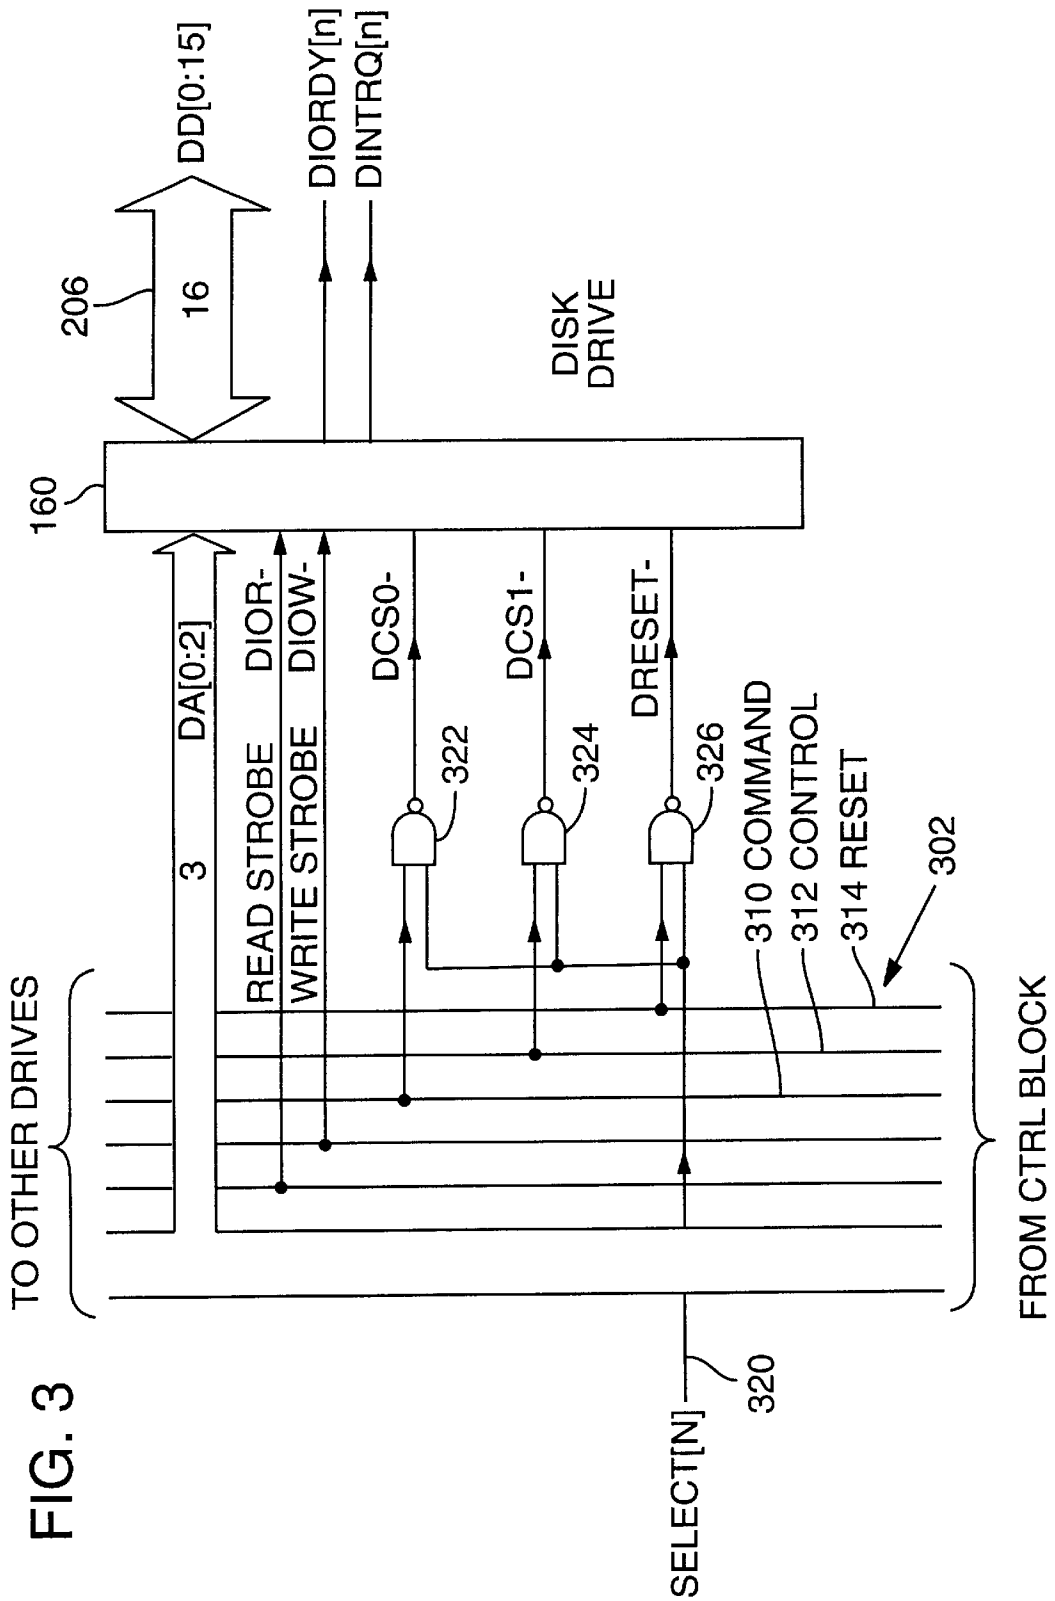 FIG. 3
TO OTHER DRIVES
206
DD[0:15]
16
160
3
DA[0:2]
READ STROBE DIOR-
WRITE STROBE DIOW-
DIORDY[n]
DINTRQ[n]
DCS0-
322
DCS1-
324
DISK
DRIVE
DRESET-
326
310 COMMAND
312 CONTROL
314 RESET
302
SELECT[N]
320
FROM CTRL BLOCK